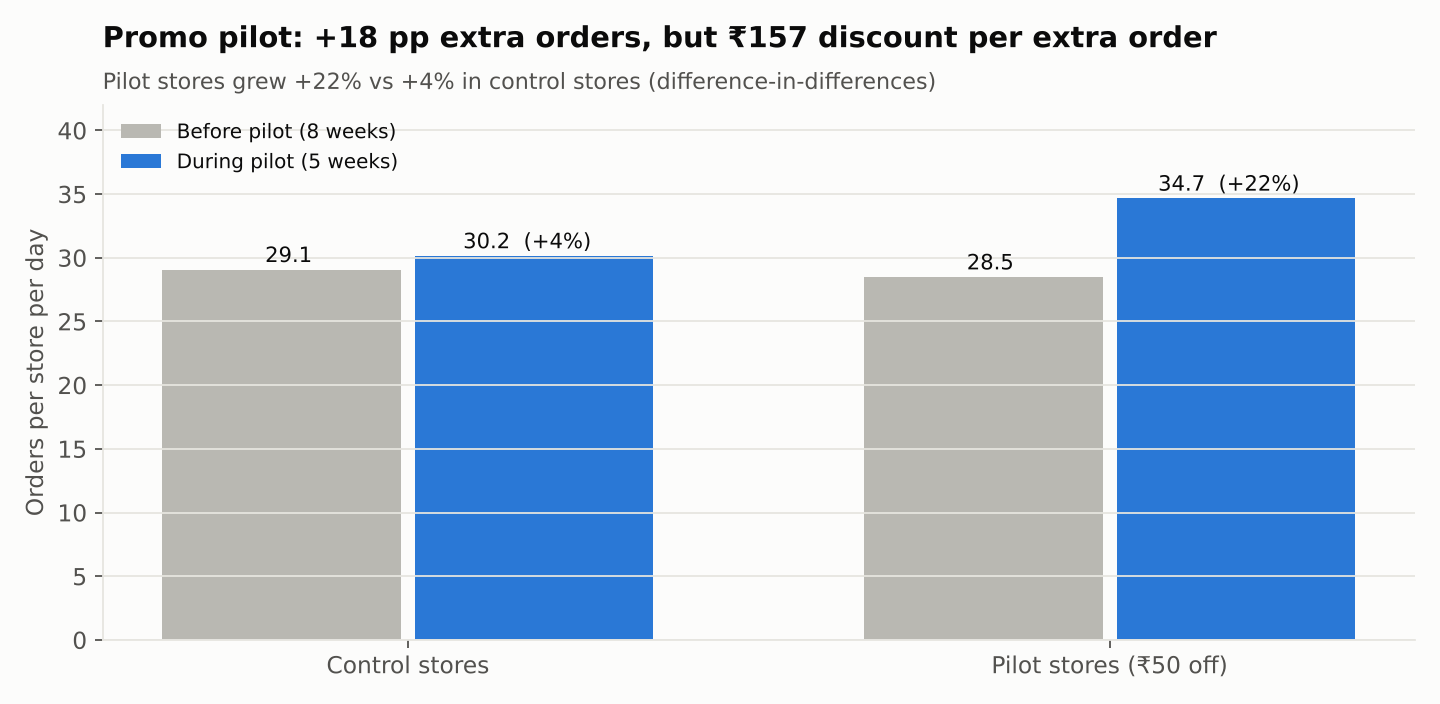 Promo pilot: +18 pp extra orders, but ₹157 discount per extra order
Pilot stores grew +22% vs +4% in control stores (difference-in-differences)
Before pilot (8 weeks)
During pilot (5 weeks)
Orders per store per day
40
35
30
25
20
15
10
5
0
29.1
30.2 (+4%)
28.5
34.7 (+22%)
Control stores
Pilot stores (₹50 off)